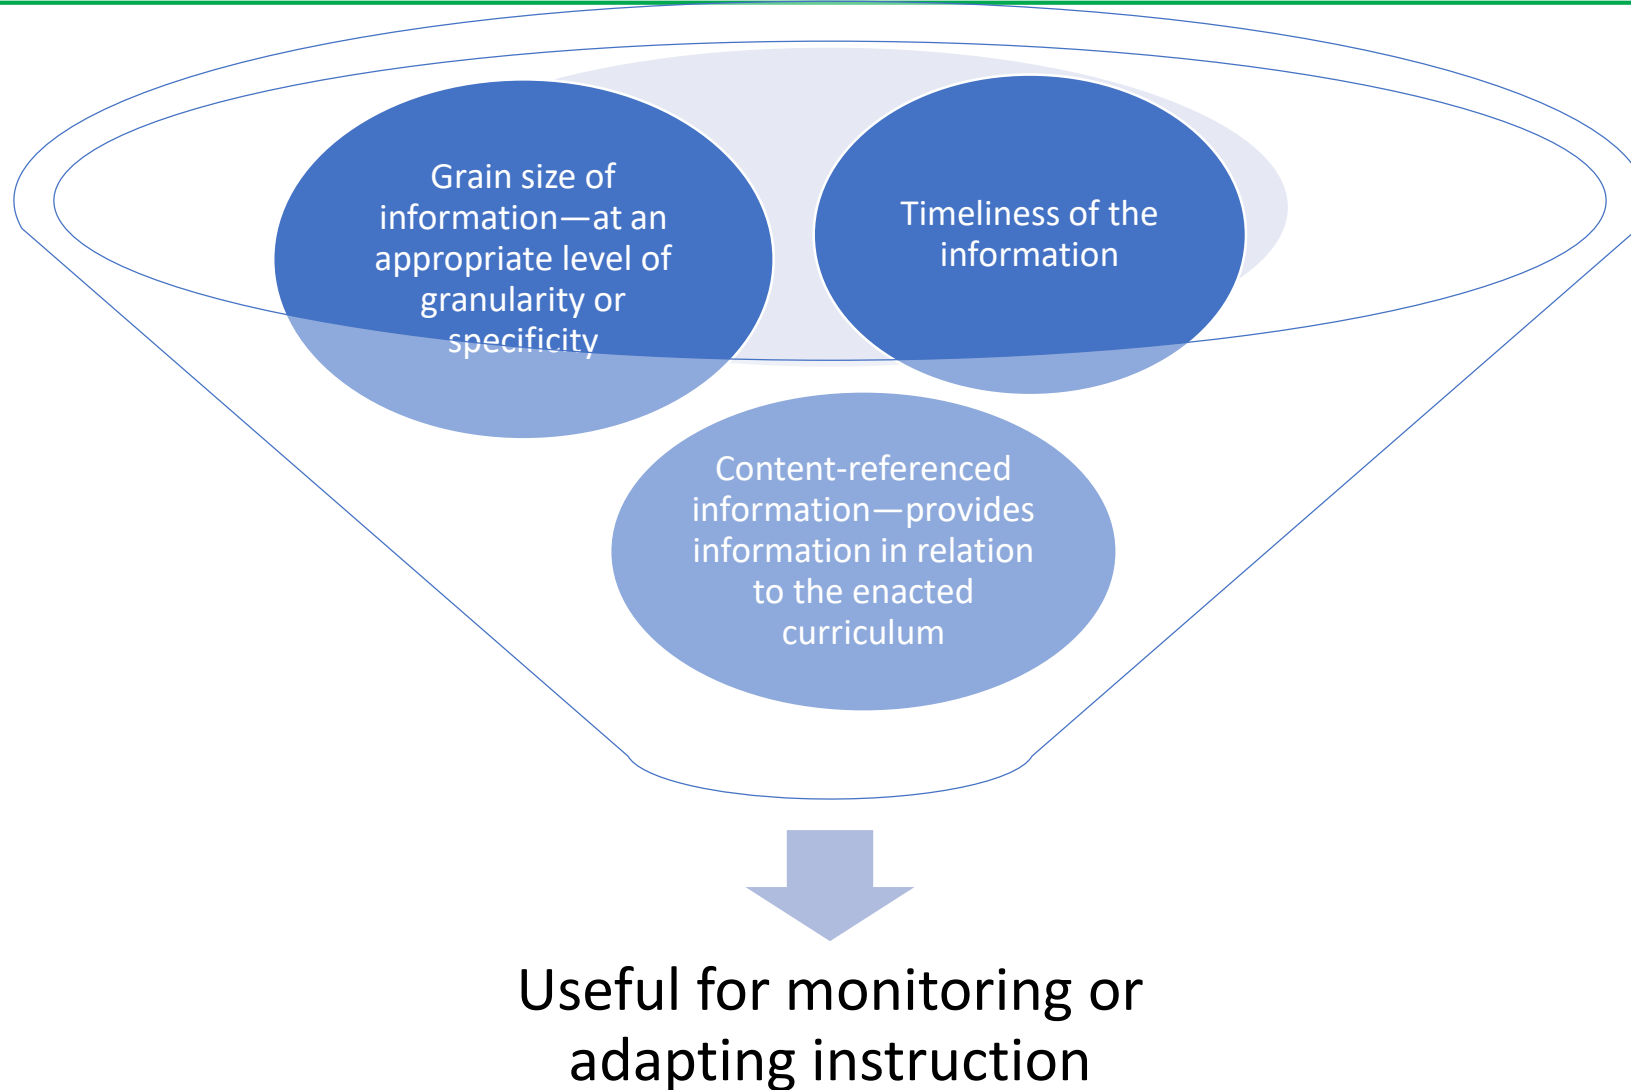 Grain size of
information—at an
appropriate level of
granularity or
specificity
Timeliness of the
information
Content-referenced
information—provides
information in relation
to the enacted
curriculum
Useful for monitoring or
adapting instruction